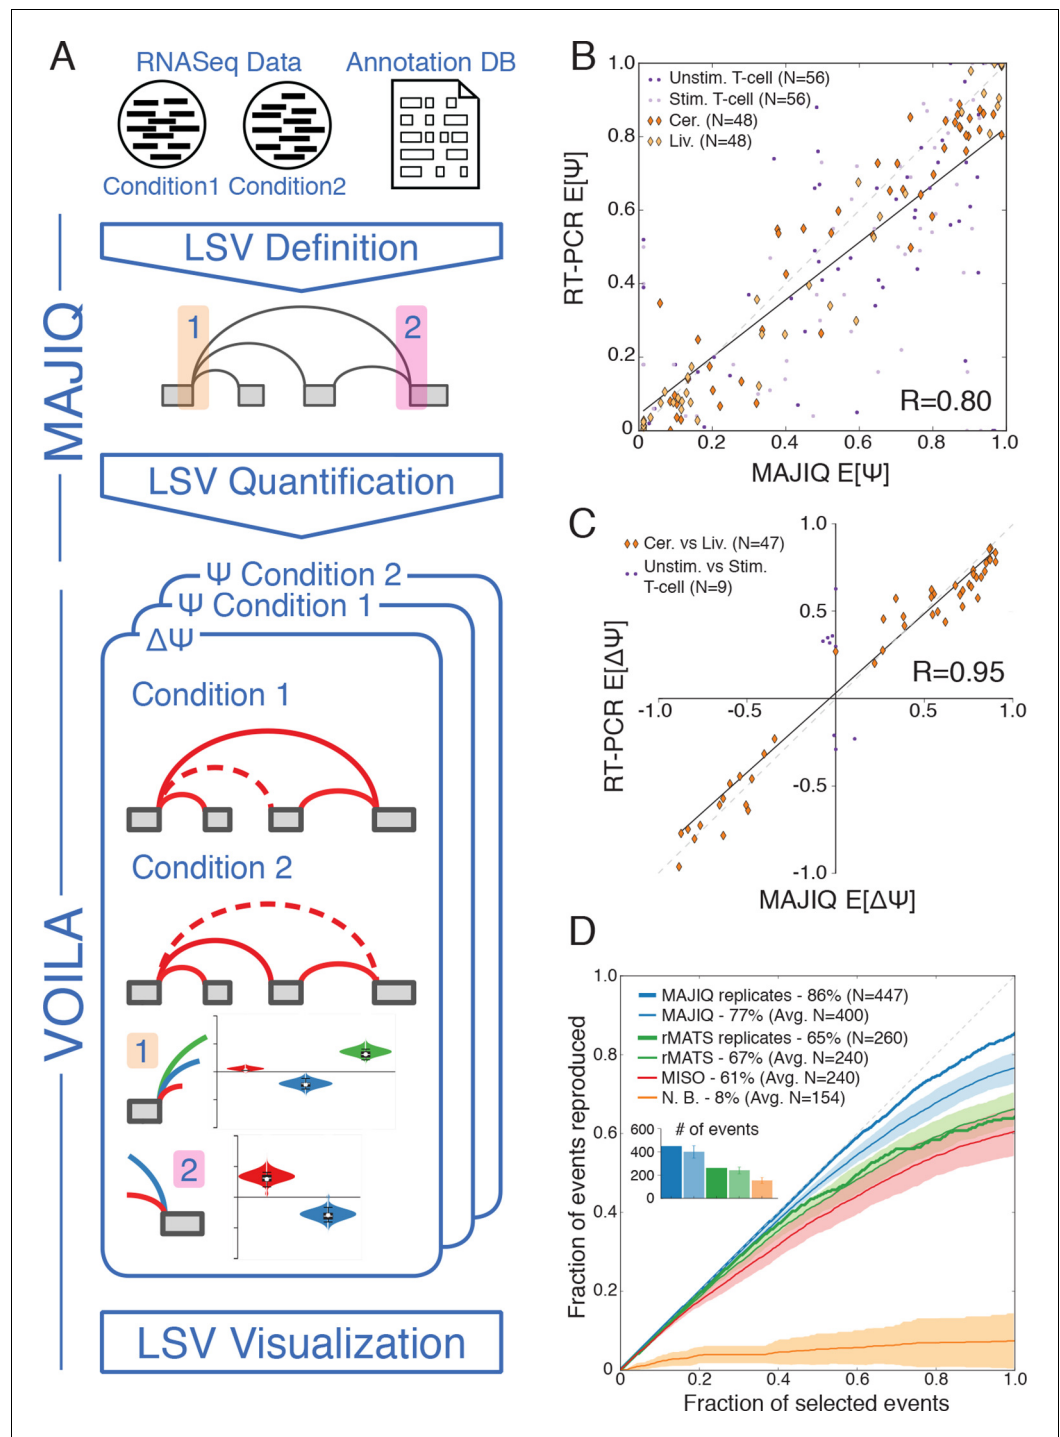 A
RNASeq Data
Annotation DB
Condition1
Condition2
MAJIQ
LSV Definition
1
2
LSV Quantification
VOILA
Ψ Condition 2
Ψ Condition 1
ΔΨ
Condition 1
Condition 2
1
2
LSV Visualization
B
RT-PCR E[Ψ]
1.0
0.8
0.6
0.4
0.2
0
Unstim. T-cell (N=56)
Stim. T-cell (N=56)
Cer. (N=48)
Liv. (N=48)
R=0.80
0 0.2 0.4 0.6 0.8 1.0
MAJIQ E[Ψ]
C
Cer. vs Liv. (N=47)
Unstim. vs Stim.
T-cell (N=9)
RT-PCR E[ΔΨ]
1.0
0.5
R=0.95
-1.0 -0.5 0.5 1.0
-0.5
-1.0
MAJIQ E[ΔΨ]
D
Fraction of events reproduced
1.0
0.8
0.6
0.4
0.2
0
MAJIQ replicates - 86% (N=447)
MAJIQ - 77% (Avg. N=400)
rMATS replicates - 65% (N=260)
rMATS - 67% (Avg. N=240)
MISO - 61% (Avg. N=240)
N. B. - 8% (Avg. N=154)
# of events
600
400
200
0
0 0.2 0.4 0.6 0.8 1.0
Fraction of selected events